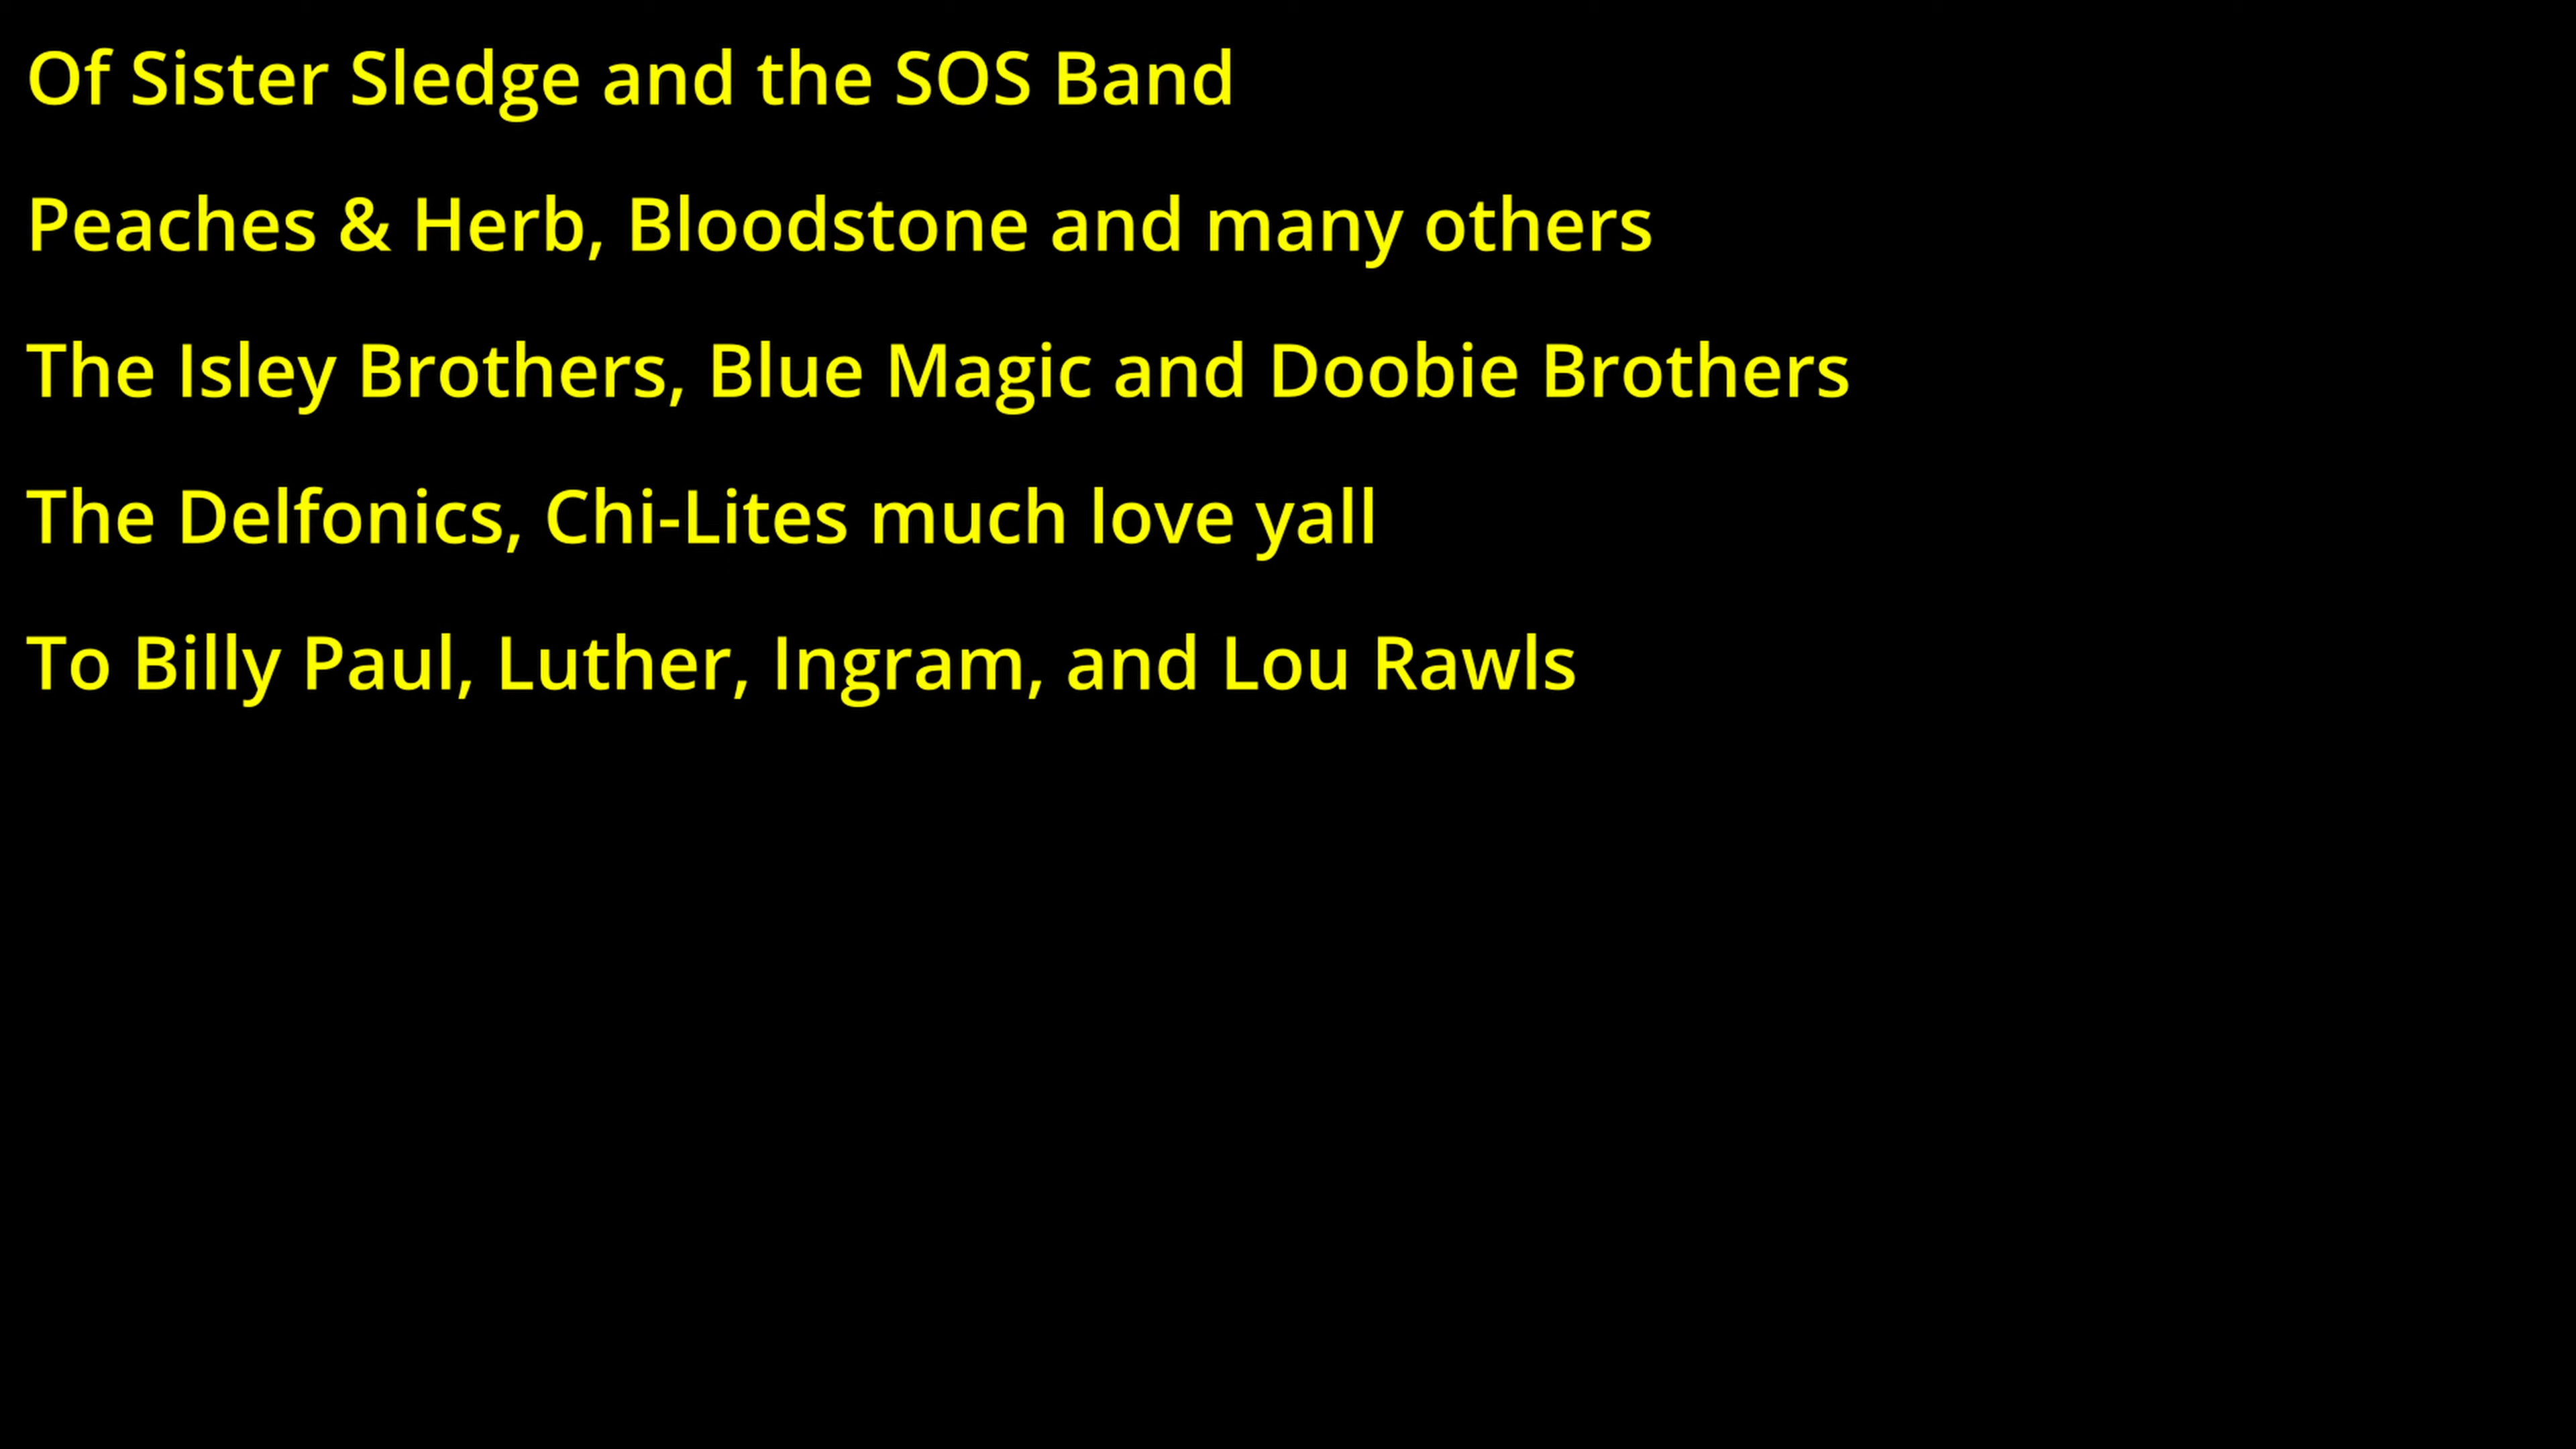 Of Sister Sledge and the SOS Band
Peaches & Herb, Bloodstone and many others
The Isley Brothers, Blue Magic and Doobie Brothers
The Delfonics, Chi-Lites much love yall
To Billy Paul, Luther, Ingram, and Lou Rawls